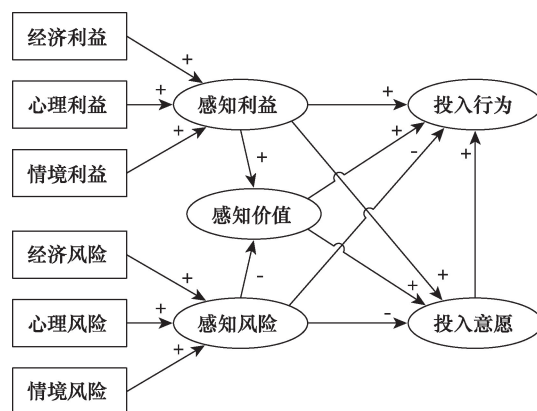 经济利益
心理利益
情境利益
经济风险
心理风险
情境风险
感知利益
感知价值
感知风险
投入行为
投入意愿
+
+
+
+
+
+
+
+
-
+
-
+
+
+
-
+